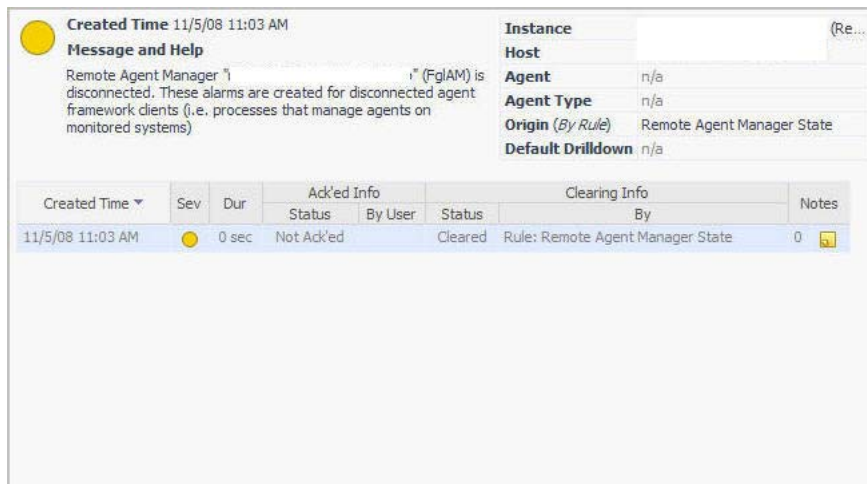 Created Time 11/5/08 11:03 AM
Message and Help
Remote Agent Manager " " (FglAM) is
disconnected. These alarms are created for disconnected agent
framework clients (i.e. processes that manage agents on
monitored systems)
Instance (Re...
Host
Agent n/a
Agent Type n/a
Origin (By Rule) Remote Agent Manager State
Default Drilldown n/a
Created Time Sev Dur Ack'ed Info Clearing Info Notes
Status By User Status By
11/5/08 11:03 AM 0 sec Not Ack'ed Cleared Rule: Remote Agent Manager State 0